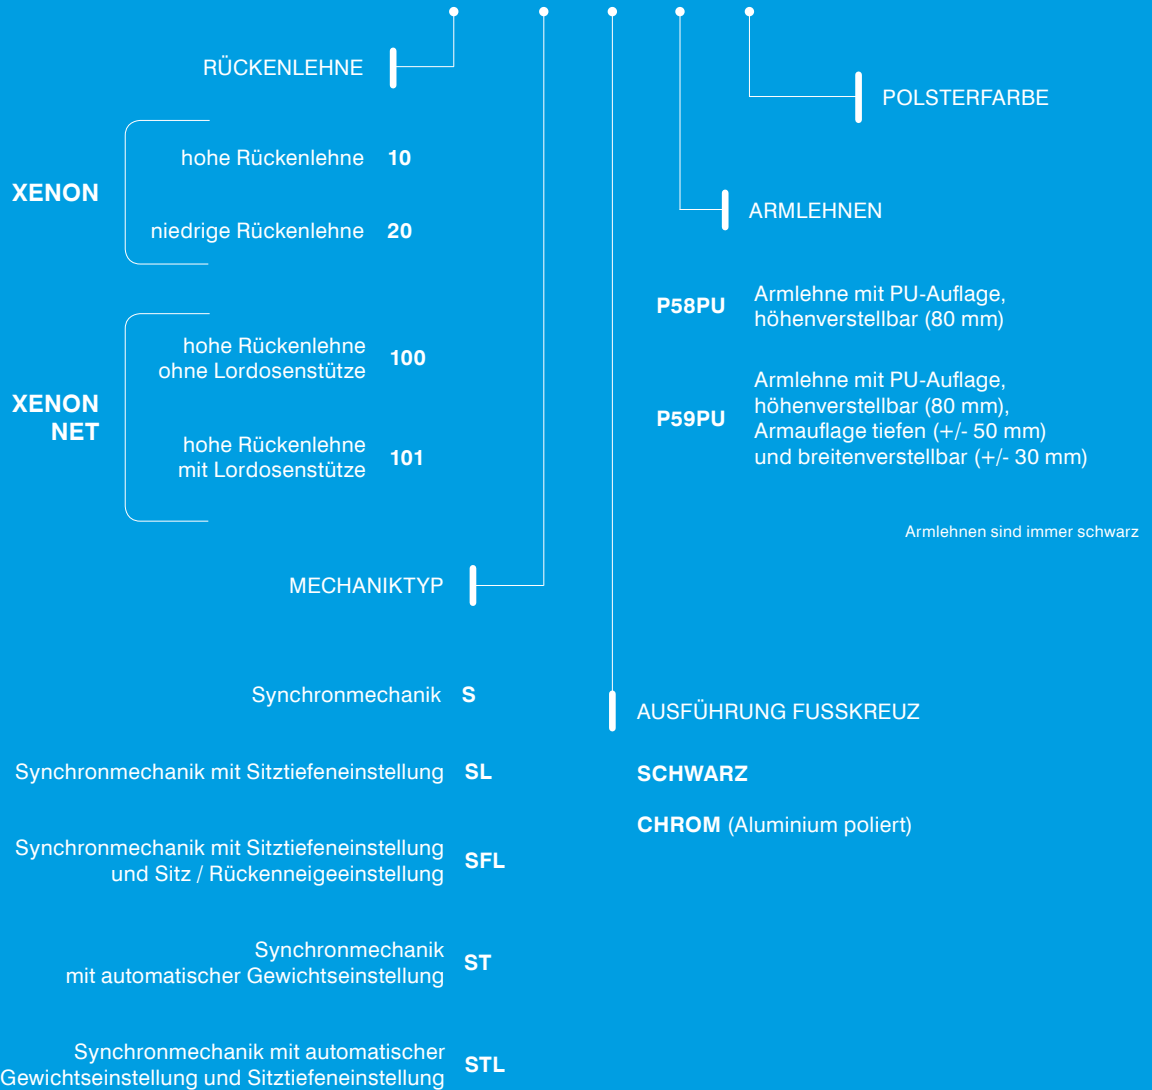 RÜCKENLEHNE
XENON
hohe Rückenlehne 10
niedrige Rückenlehne 20
XENON
NET
hohe Rückenlehne
ohne Lordosenstütze
100
hohe Rückenlehne
mit Lordosenstütze
101
MECHANIKTYP
Synchronmechanik S
Synchronmechanik mit Sitztiefeneinstellung SL
Synchronmechanik mit Sitztiefeneinstellung
und Sitz / Rückenneigeeinstellung
SFL
Synchronmechanik
mit automatischer Gewichtseinstellung
ST
Synchronmechanik mit automatischer
Gewichtseinstellung und Sitztiefeneinstellung
STL
POLSTERFARBE
ARMLEHNEN
P58PU
Armlehne mit PU-Auflage,
höhenverstellbar (80 mm)
P59PU
Armlehne mit PU-Auflage,
höhenverstellbar (80 mm),
Armauflage tiefen (+/- 50 mm)
und breitenverstellbar (+/- 30 mm)
Armlehnen sind immer schwarz
AUSFÜHRUNG FUSSKREUZ
SCHWARZ
CHROM (Aluminium poliert)